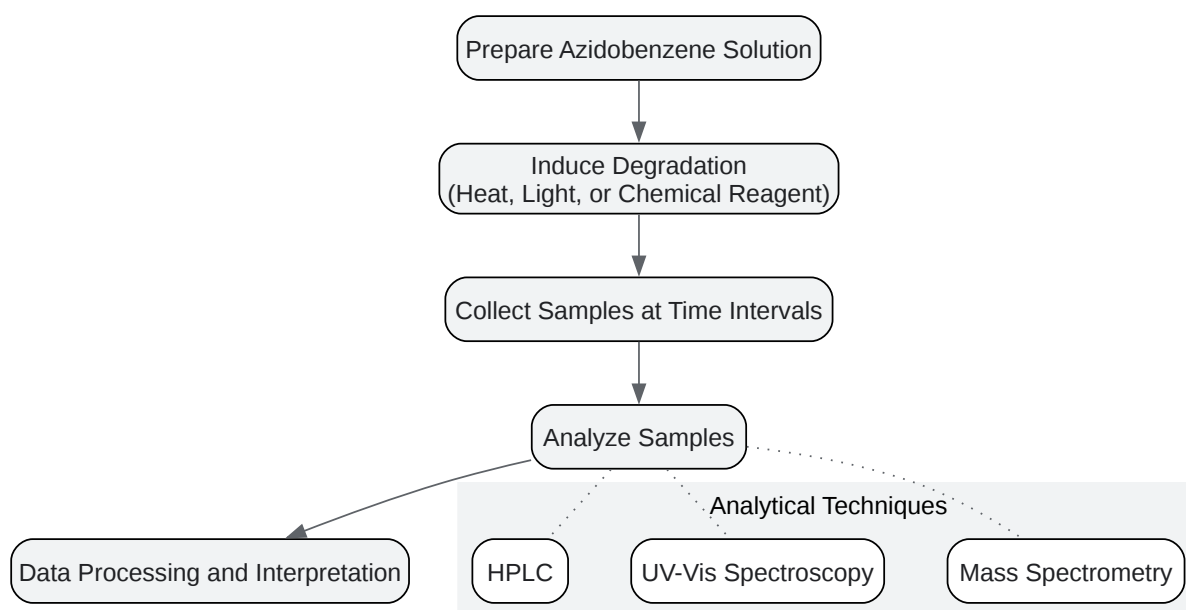 Prepare Azidobenzene Solution
Induce Degradation
(Heat, Light, or Chemical Reagent)
Collect Samples at Time Intervals
Analyze Samples
Analytical Techniques
Data Processing and Interpretation
HPLC
UV-Vis Spectroscopy
Mass Spectrometry